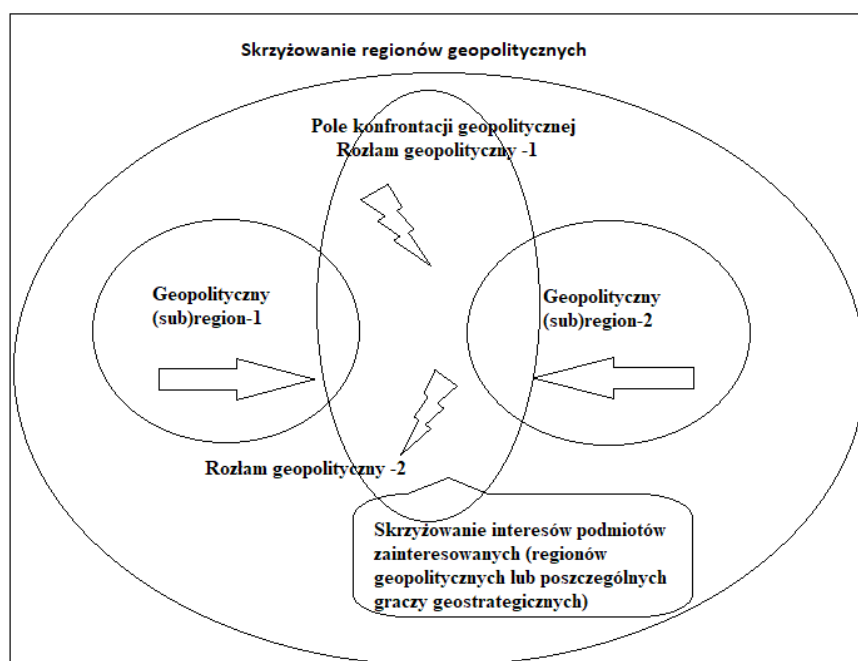 Skrzyżowanie regionów geopolitycznych
Pole konfrontacji geopolitycznej
Rozłam geopolityczny -1
Geopolityczny
(sub)region-1
Geopolityczny
(sub)region-2
Rozłam geopolityczny -2
Skrzyżowanie interesów podmiotów
zainteresowanych (regionów
geopolitycznych lub poszczególnych
graczy geostrategicznych)